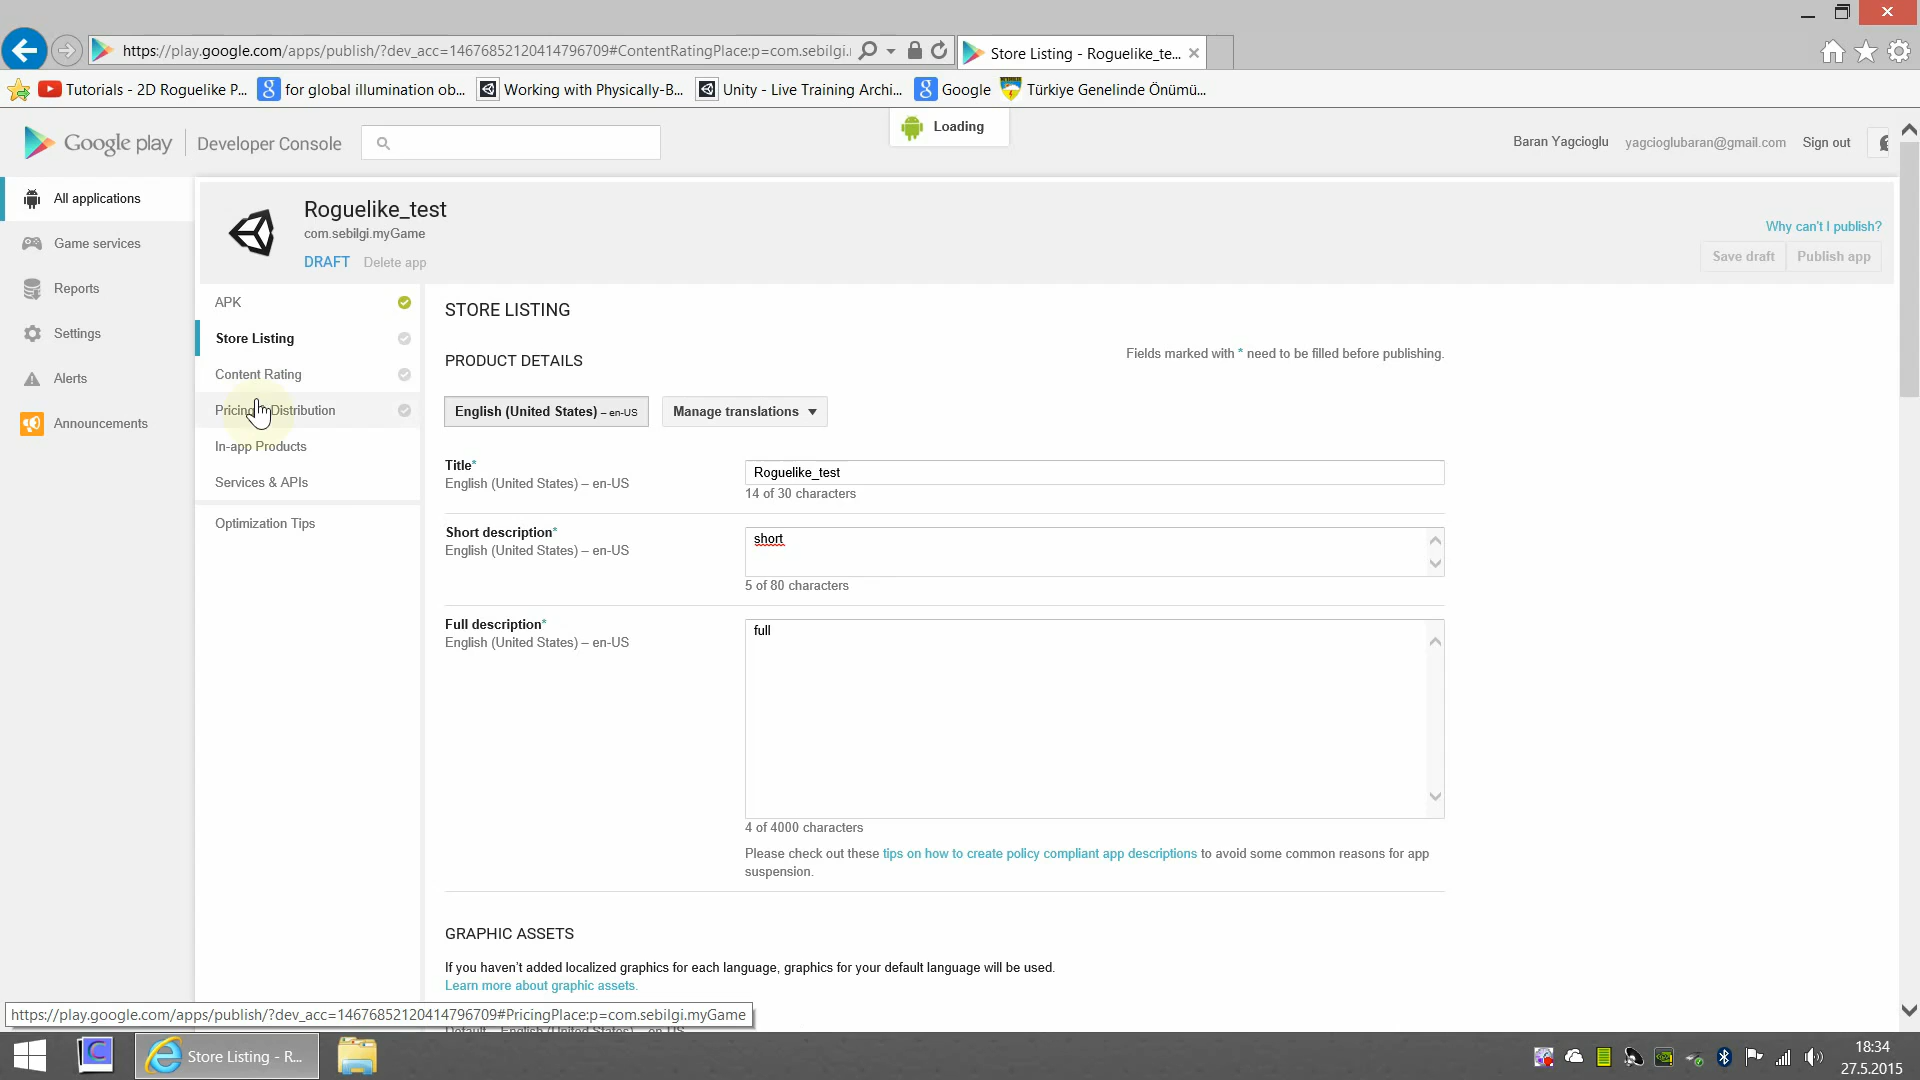 https://play.google.com/apps/publish/?dev_acc=14676852120414796709#ContentRatingPlace:p=com.sebilgi.
Store Listing - Roguelike_te...
Tutorials - 2D Roguelike P...
for global illumination ob...
Working with Physically-B...
Unity - Live Training Archi...
Google
Türkiye Genelinde Önümü...
Google play
Developer Console
Loading
Baran Yagcioglu
yagcioglubaran@gmail.com
Sign out
All applications
Game services
Reports
Settings
Alerts
Announcements
Roguelike_test
com.sebilgi.myGame
DRAFT
Delete app
Why can't I publish?
Save draft
Publish app
APK
Store Listing
Content Rating
Pricing Distribution
In-app Products
Services & APIs
Optimization Tips
STORE LISTING
PRODUCT DETAILS
Fields marked with * need to be filled before publishing.
English (United States) – en-US
Manage translations
Title*
English (United States) – en-US
Roguelike_test
14 of 30 characters
Short description*
English (United States) – en-US
short
5 of 80 characters
Full description*
English (United States) – en-US
full
4 of 4000 characters
Please check out these tips on how to create policy compliant app descriptions to avoid some common reasons for app
suspension.
GRAPHIC ASSETS
If you haven't added localized graphics for each language, graphics for your default language will be used.
Learn more about graphic assets.
https://play.google.com/apps/publish/?dev_acc=14676852120414796709#PricingPlace:p=com.sebilgi.myGame
Default – English (United States) – en-US
Store Listing - R...
18:34
27.5.2015